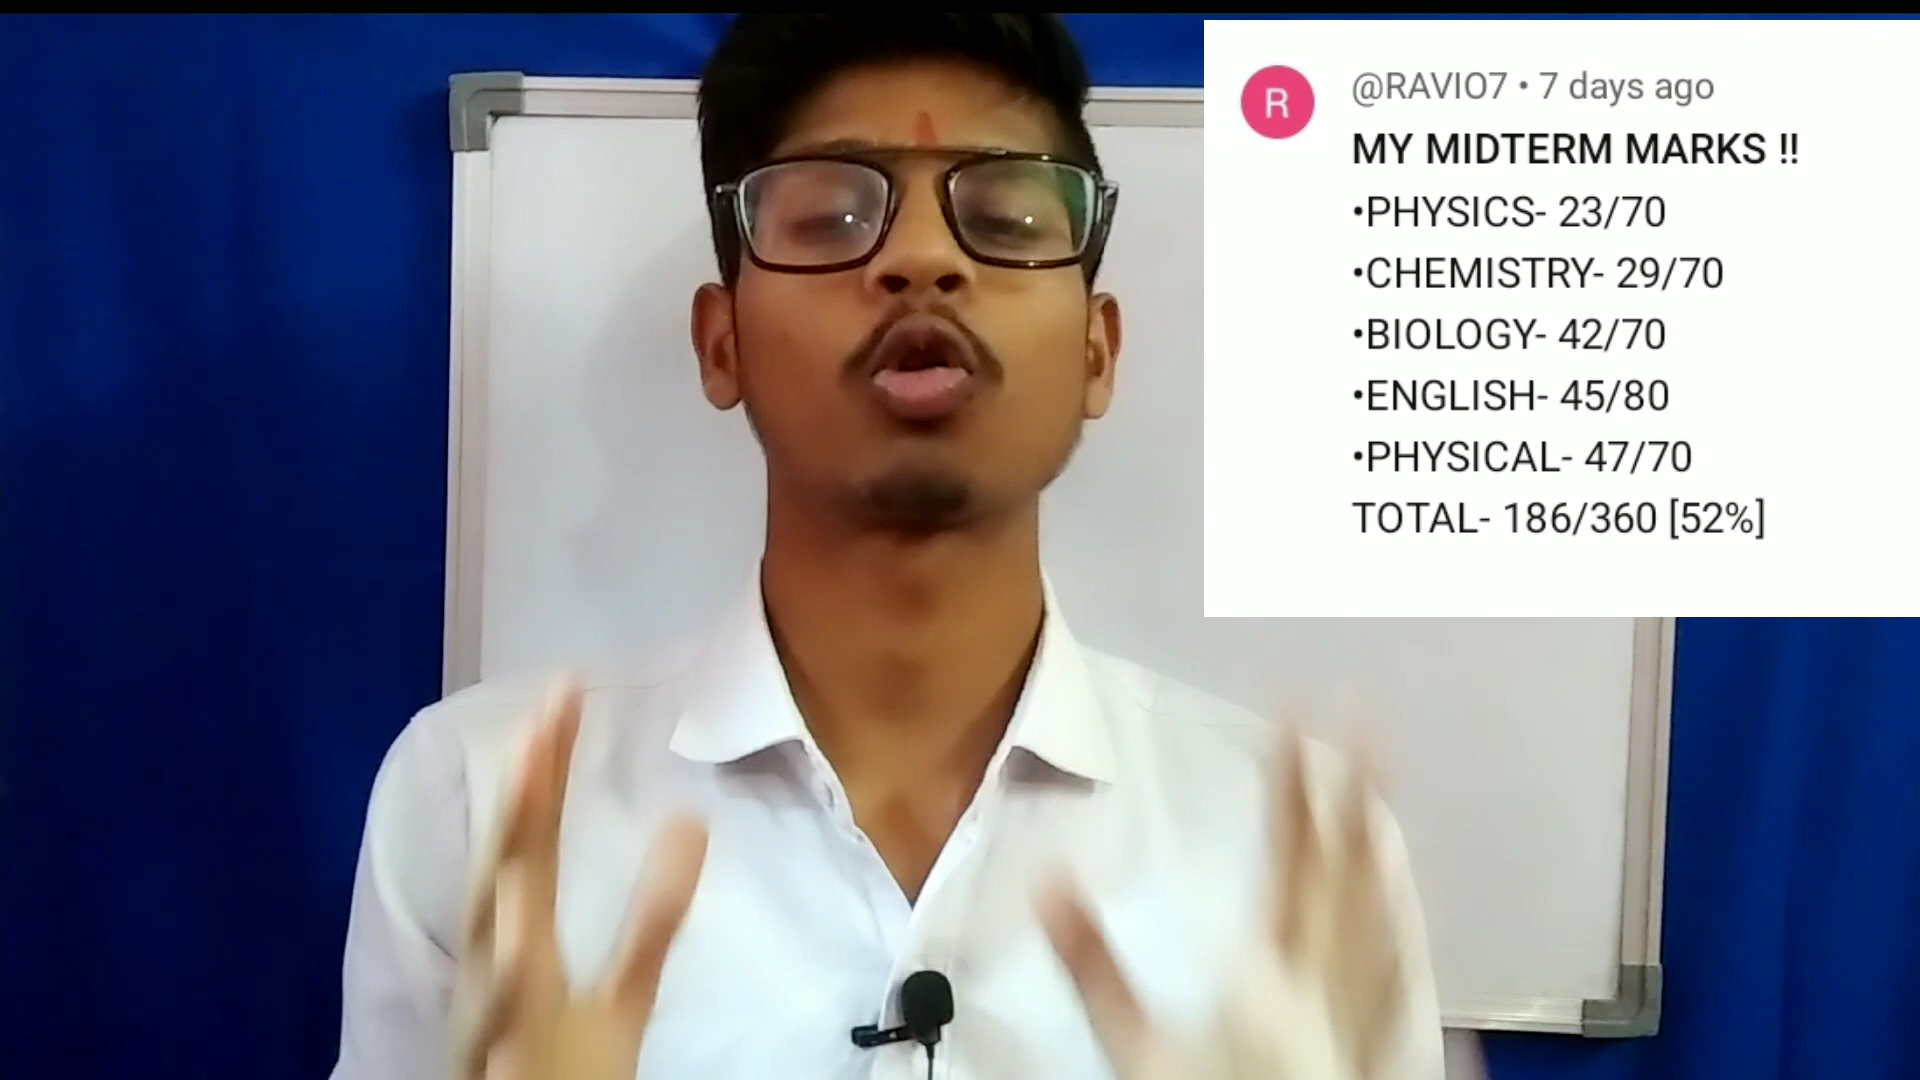 R
@RAVIO7 • 7 days ago
MY MIDTERM MARKS !!
•PHYSICS- 23/70
•CHEMISTRY- 29/70
•BIOLOGY- 42/70
•ENGLISH- 45/80
•PHYSICAL- 47/70
TOTAL- 186/360 [52%]